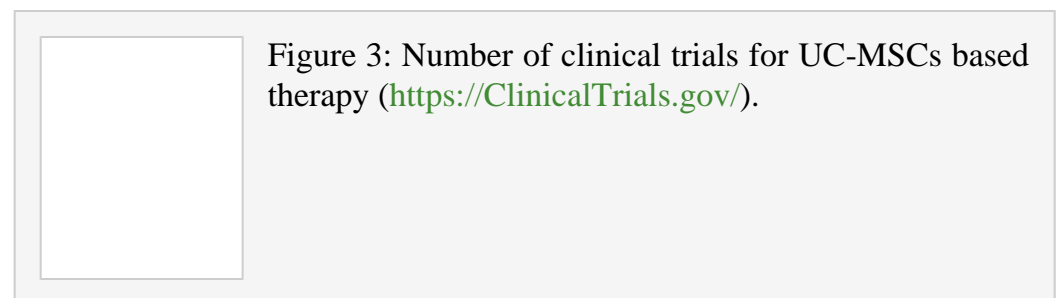 Figure 3: Number of clinical trials for UC-MSCs based
therapy (https://ClinicalTrials.gov/).